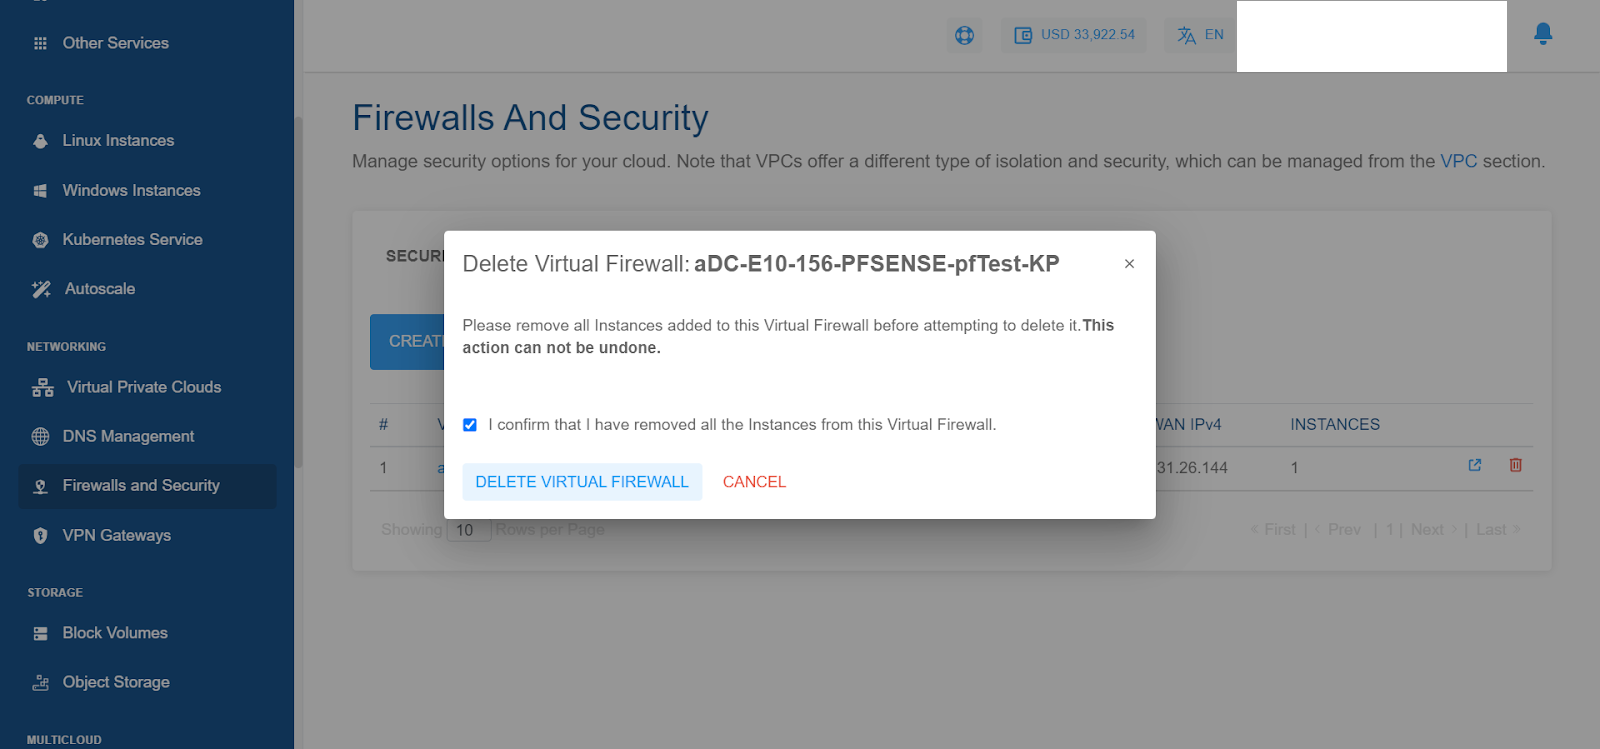 Other Services
COMPUTE
Linux Instances
Windows Instances
Kubernetes Service
Autoscale
NETWORKING
Virtual Private Clouds
DNS Management
Firewalls and Security
VPN Gateways
STORAGE
Block Volumes
Object Storage
MULTICLOUD
USD 33,922.54
EN
Firewalls And Security
Manage security options for your cloud. Note that VPCs offer a different type of isolation and security, which can be managed from the VPC section.
Delete Virtual Firewall: aDC-E10-156-PFSENSE-pfTest-KP ×
Please remove all Instances added to this Virtual Firewall before attempting to delete it.This
action can not be undone.
I confirm that I have removed all the Instances from this Virtual Firewall.
DELETE VIRTUAL FIREWALL CANCEL
# WAN IPv4 INSTANCES
1 31.26.144 1
Showing 10 Rows per Page « First | ‹ Prev | 1 | Next › | Last »